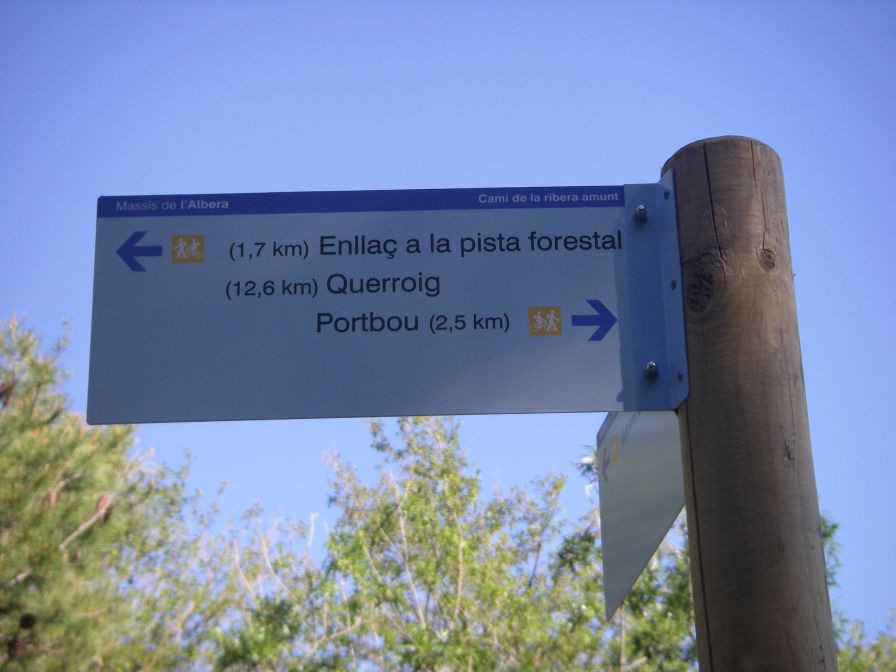 Massis de l'Albera Camí de la ribera amunt
(1,7 km) Enllaç a la pista forestal
(12,6 km) Querroig
Portbou (2,5 km)